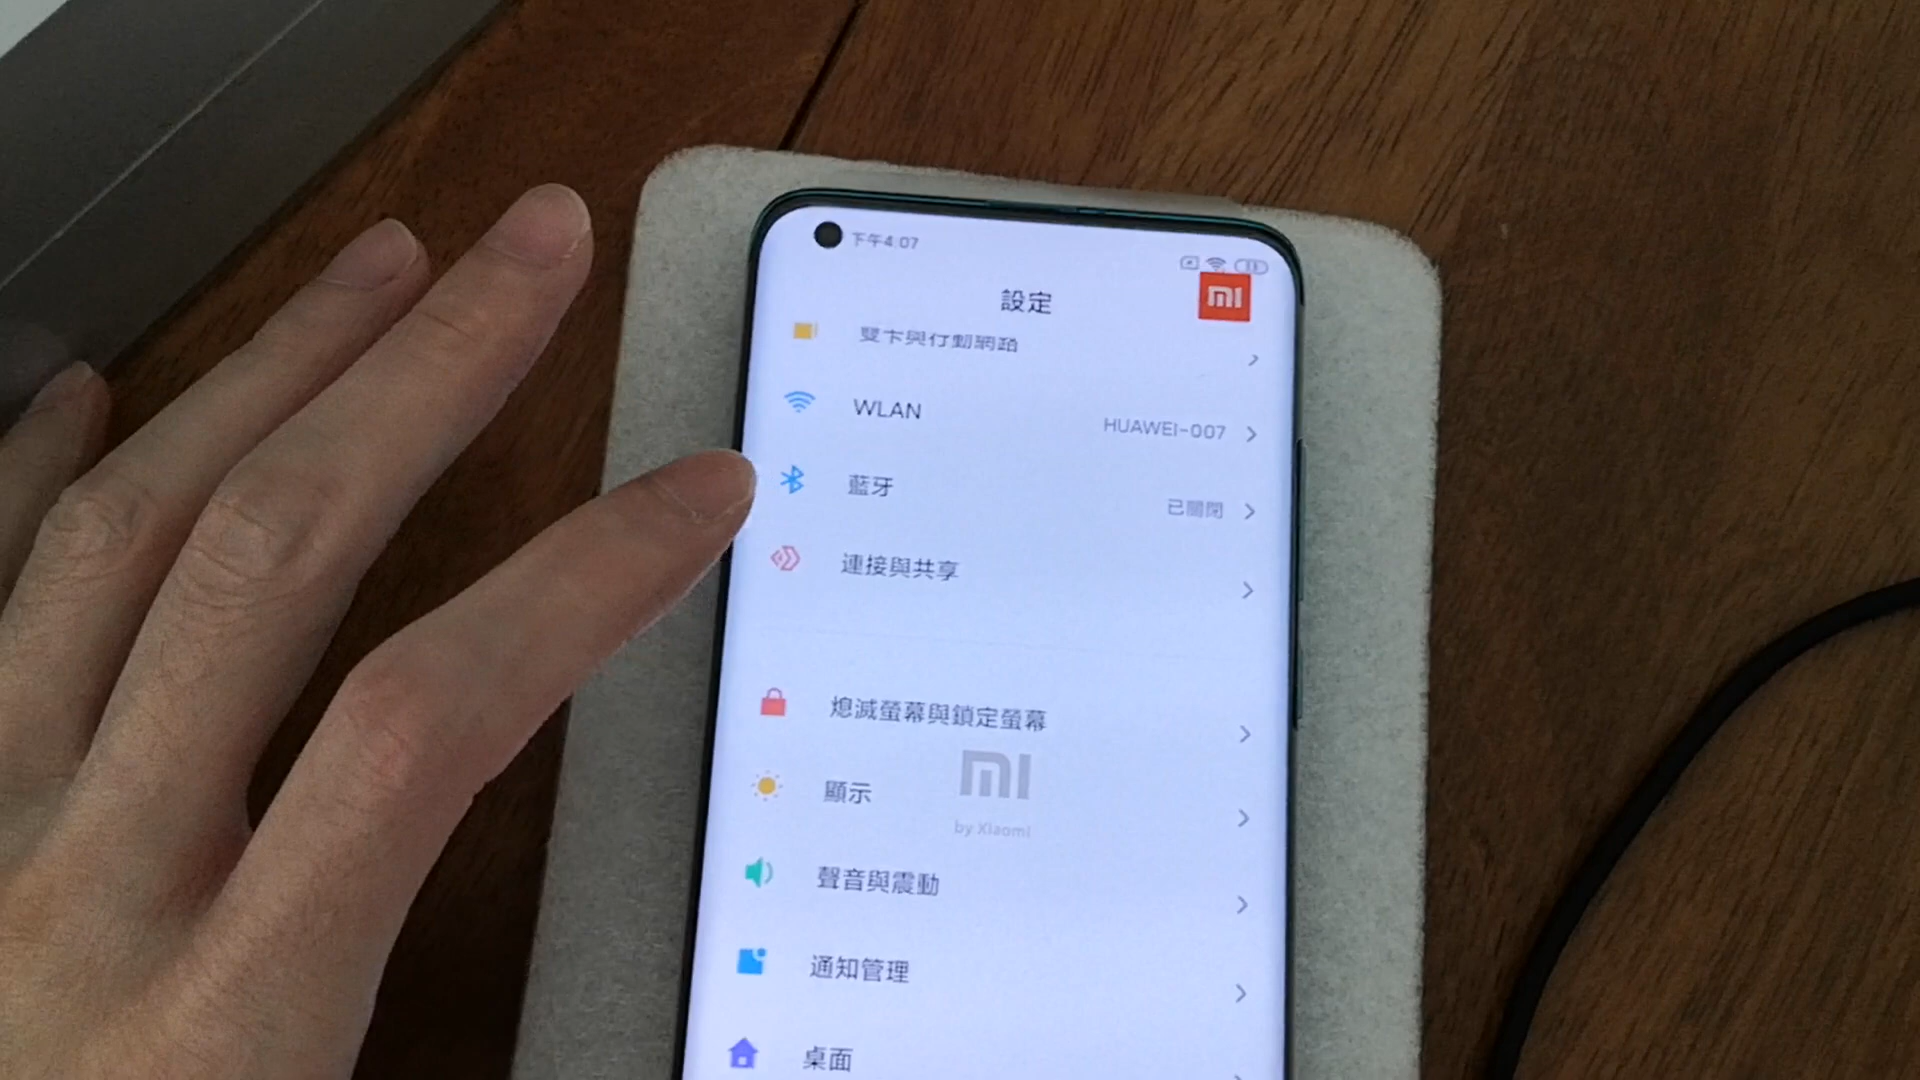 下午4:07
設定
mi
雙卡與行動網路
WLAN
HUAWEI-007
藍牙
已關閉
連接與共享
熄滅螢幕與鎖定螢幕
mi
by Xiaomi
顯示
聲音與震動
通知管理
桌面